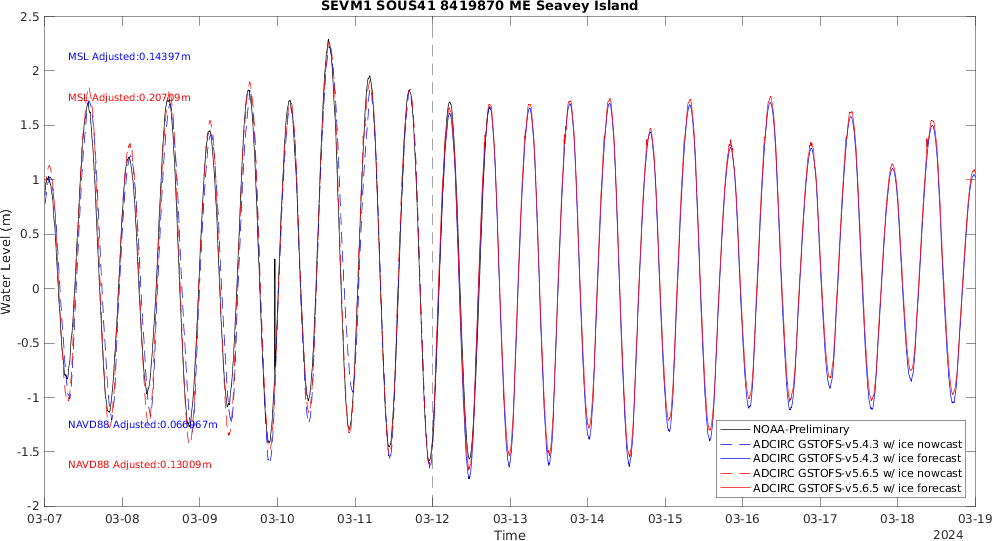 SEVM1 SOUS41 8419870 ME Seavey Island
2.5
2
1.5
1
0.5
0
-0.5
-1
-1.5
-2
Water Level (m)
MSL Adjusted:0.14397m
MSL Adjusted:0.20709m
NAVD88 Adjusted:0.066967m
NAVD88 Adjusted:0.13009m
NOAA-Preliminary
ADCIRC GSTOFS-v5.4.3 w/ ice nowcast
ADCIRC GSTOFS-v5.4.3 w/ ice forecast
ADCIRC GSTOFS-v5.6.5 w/ ice nowcast
ADCIRC GSTOFS-v5.6.5 w/ ice forecast
03-07 03-08 03-09 03-10 03-11 03-12 03-13 03-14 03-15 03-16 03-17 03-18 03-19
Time
2024